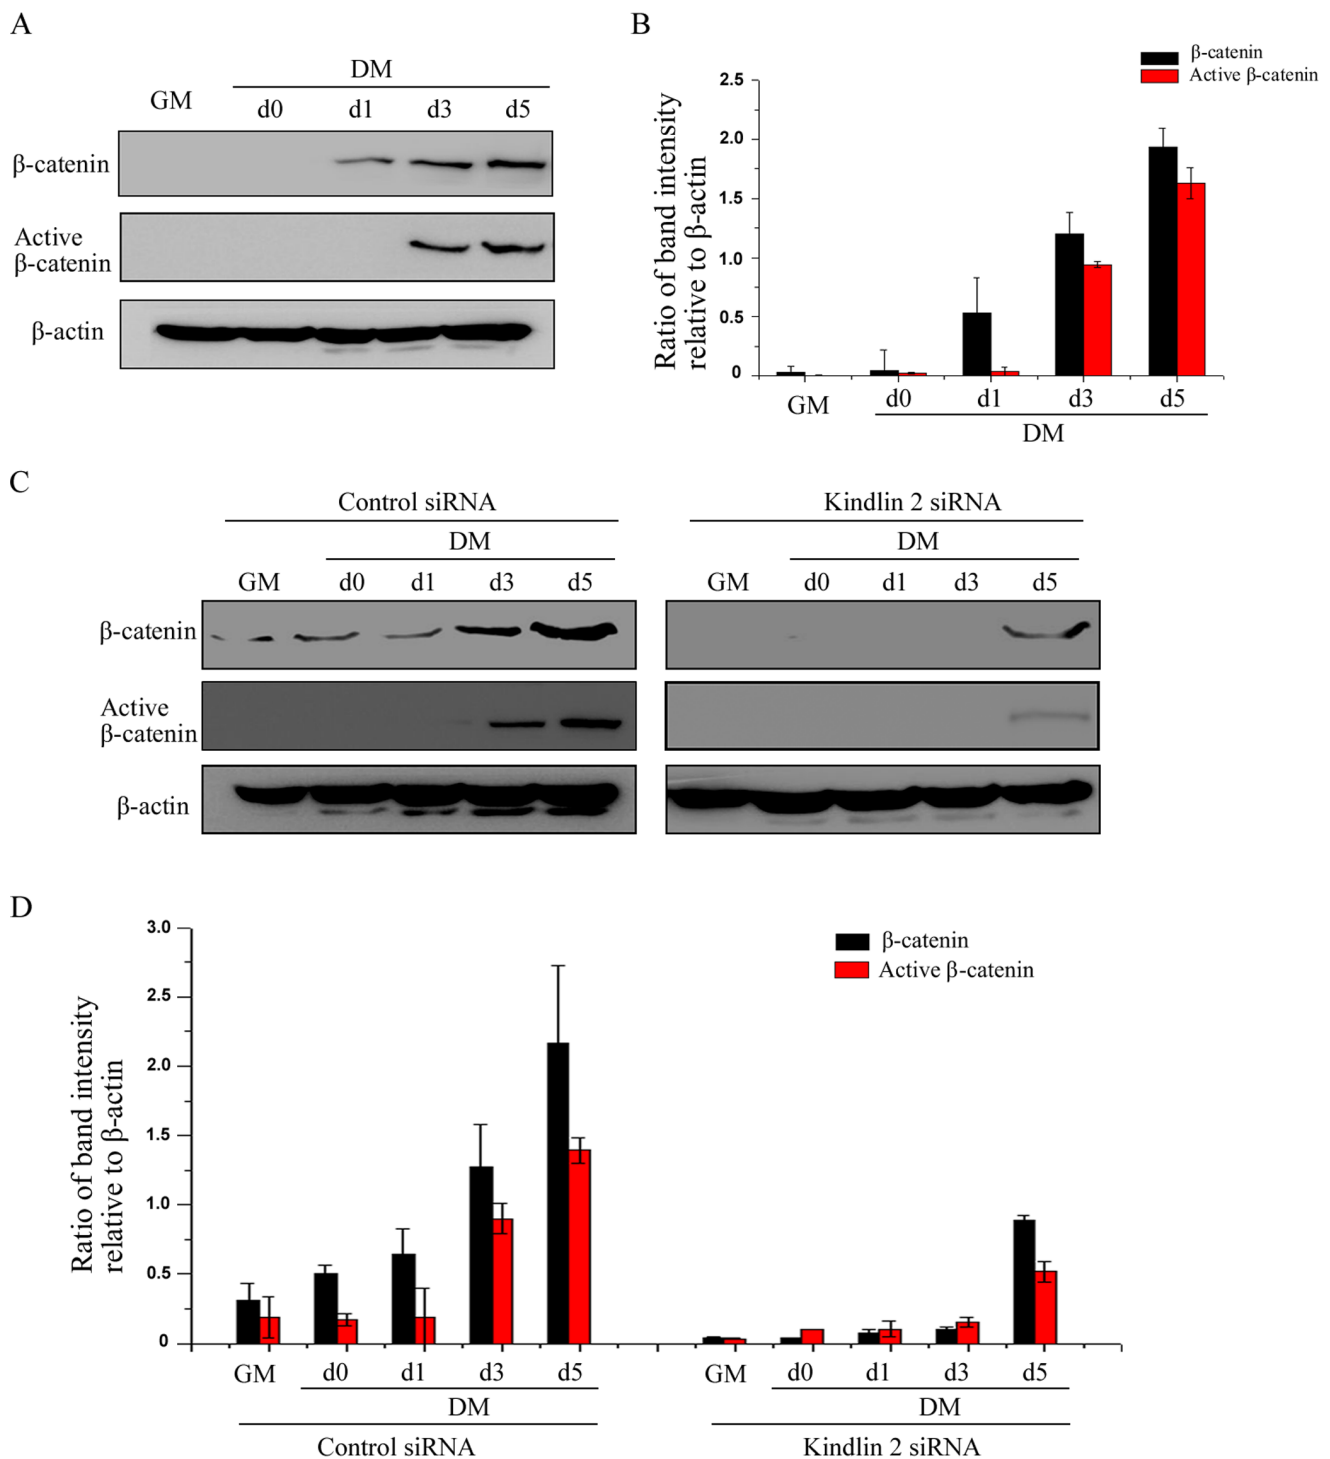 A
DM
GM
d0
d1
d3
d5
β-catenin
Active
β-catenin
β-actin
B
β-catenin
Active β-catenin
Ratio of band intensity
relative to β-actin
2.5
2.0
1.5
1.0
0.5
0
GM
d0
d1
d3
d5
DM
C
Control siRNA
Kindlin 2 siRNA
DM
DM
GM
d0
d1
d3
d5
GM
d0
d1
d3
d5
β-catenin
Active
β-catenin
β-actin
D
β-catenin
Active β-catenin
Ratio of band intensity
relative to β-actin
3.0
2.5
2.0
1.5
1.0
0.5
0
GM
d0
d1
d3
d5
GM
d0
d1
d3
d5
DM
DM
Control siRNA
Kindlin 2 siRNA